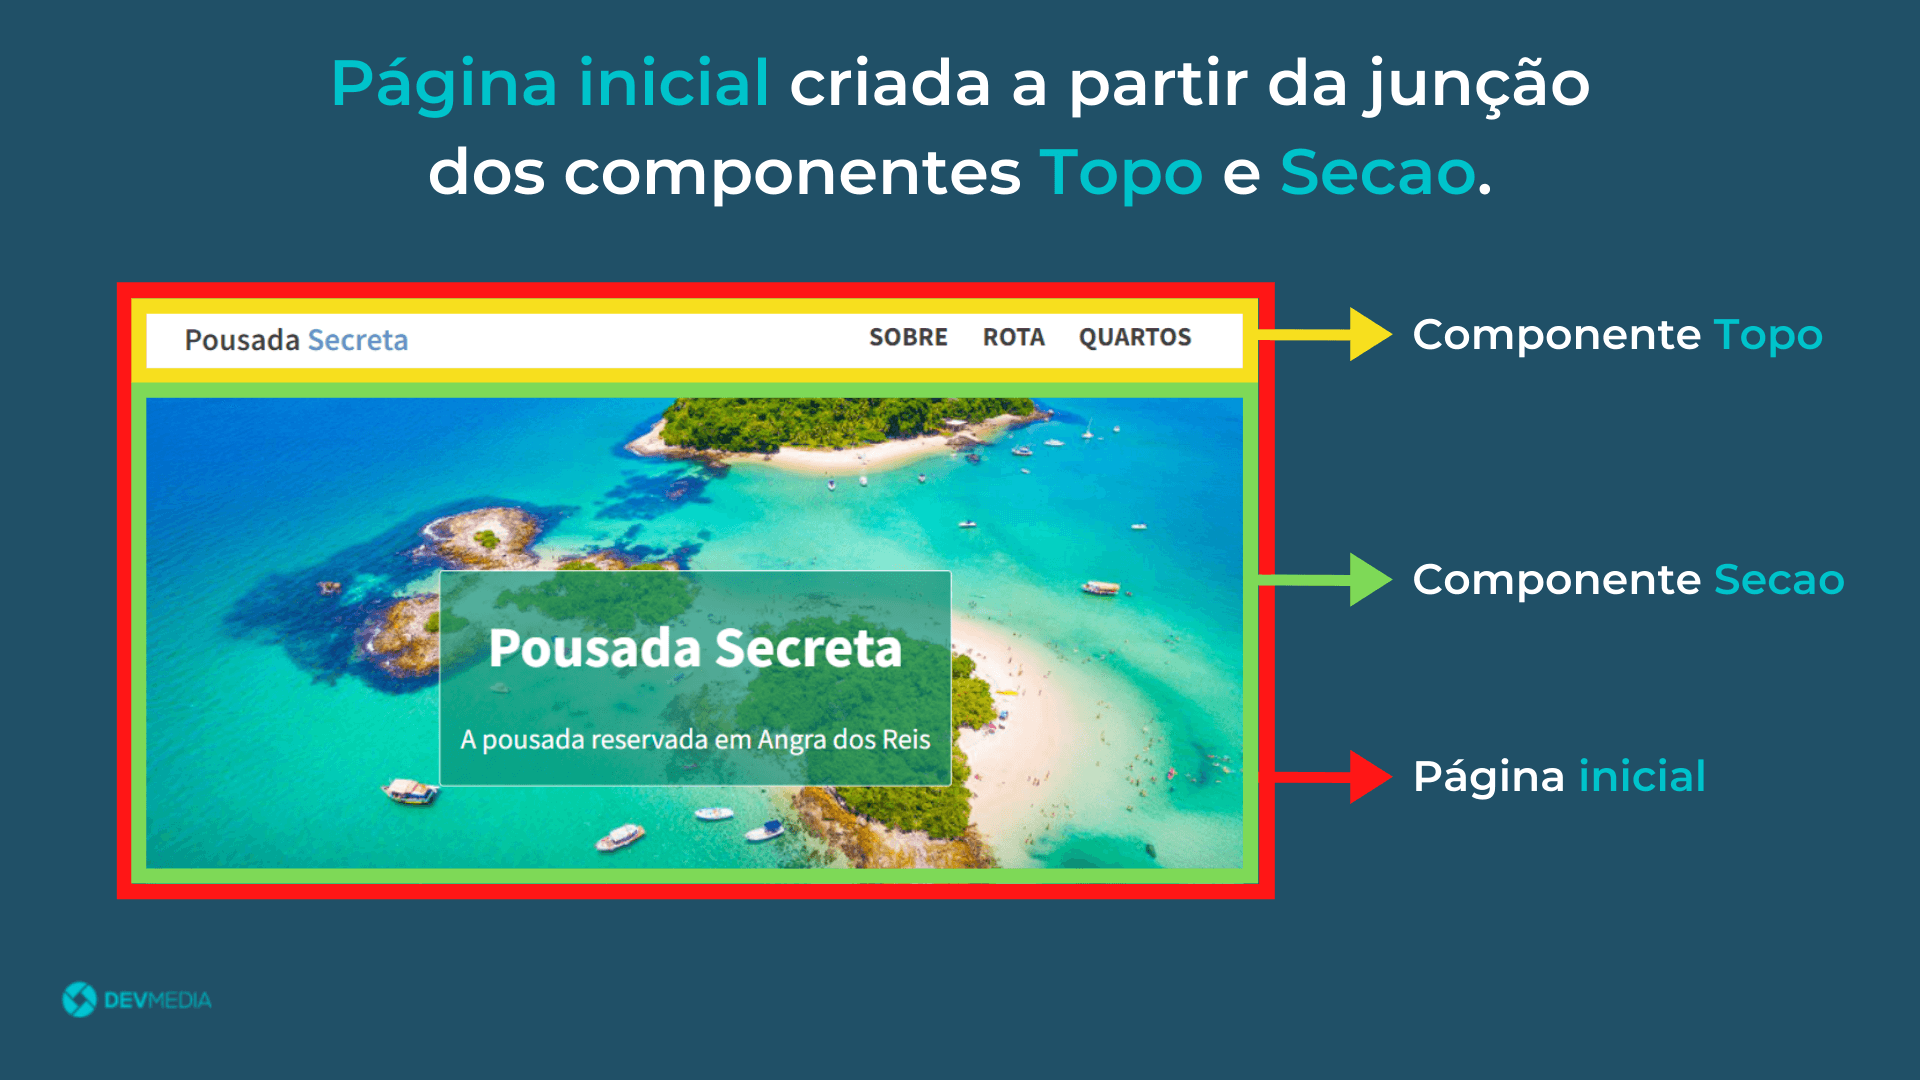 Página inicial criada a partir da junção
dos componentes Topo e Secao.
Pousada Secreta
SOBRE ROTA QUARTOS
Componente Topo
Pousada Secreta
A pousada reservada em Angra dos Reis
Componente Secao
Página inicial
DEVMEDIA